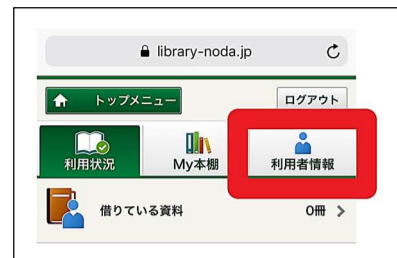 library-noda.jp
トップメニュー
ログアウト
利用状況
My本棚
利用者情報
借りている資料
0冊